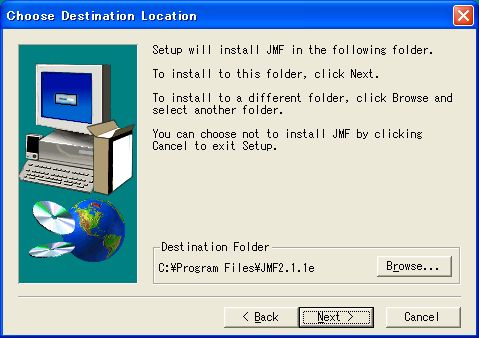 Choose Destination Location
Setup will install JMF in the following folder.
To install to this folder, click Next.
To install to a different folder, click Browse and
select another folder.
You can choose not to install JMF by clicking
Cancel to exit Setup.
Destination Folder
C:¥Program Files¥JMF2.1.1e
Browse...
< Back
Next >
Cancel